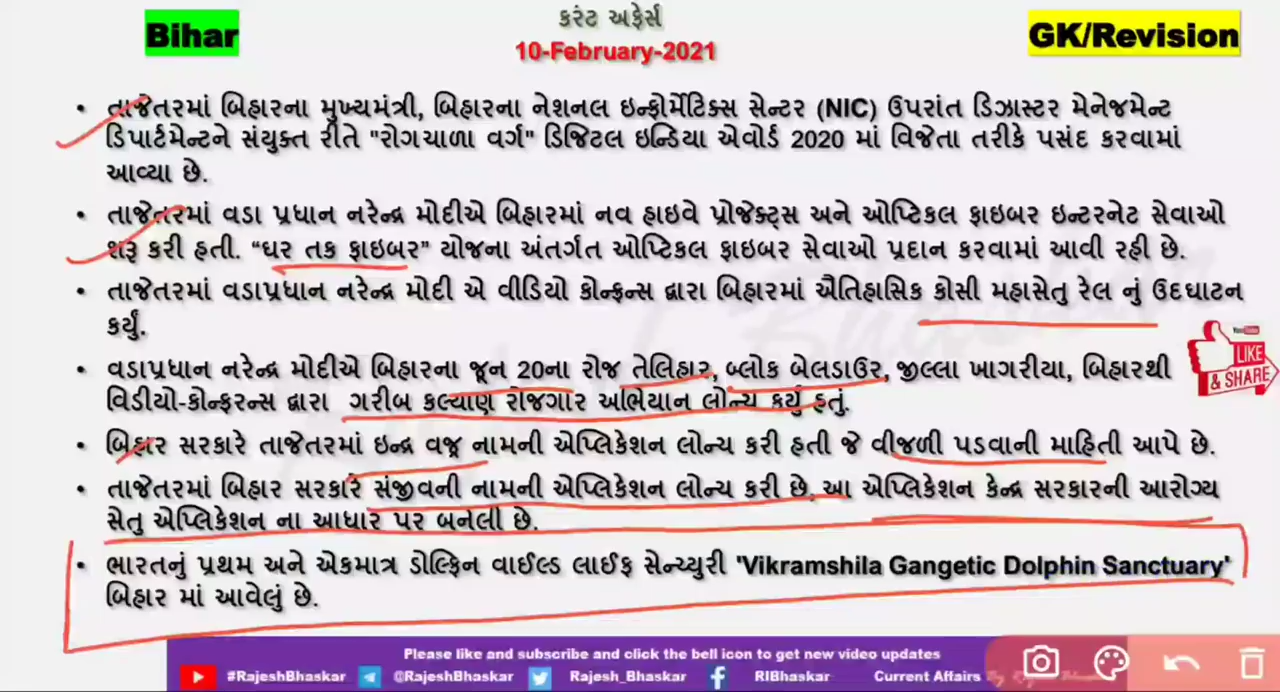 Bihar
કરંટ અફેર્સ
10-February-2021
GK/Revision
• તાજેતરમાં બિહારના મુખ્યમંત્રી, બિહારના નેશનલ ઇન્ફોર્મેટિક્સ સેન્ટર (NIC) ઉપરાંત ડિઝાસ્ટર મેનેજમેન્ટ
ડિપાર્ટમેન્ટને સંયુક્ત રીતે "રોગચાળા વર્ગ" ડિજિટલ ઇન્ડિયા એવોર્ડ 2020 માં વિજેતા તરીકે પસંદ કરવામાં
આવ્યા છે.
• તાજેતરમાં વડા પ્રધાન નરેન્દ્ર મોદીએ બિહારમાં નવ હાઇવે પ્રોજેક્ટ્સ અને ઓપ્ટિકલ ફાઇબર ઇન્ટરનેટ સેવાઓ
શરૂ કરી હતી. “ઘર તક ફાઇબર” યોજના અંતર્ગત ઓપ્ટિકલ ફાઇબર સેવાઓ પ્રદાન કરવામાં આવી રહી છે.
• તાજેતરમાં વડાપ્રધાન નરેન્દ્ર મોદી એ વીડિયો કોન્ફ્રન્સ દ્વારા બિહારમાં ઐતિહાસિક કોસી મહાસેતુ રેલ નું ઉદઘાટન
કર્યું.
• વડાપ્રધાન નરેન્દ્ર મોદીએ બિહારના જૂન 20ના રોજ તેલિહાર, બ્લોક બેલડાઉર, જીલ્લા ખાગરીયા, બિહારથી
વિડીયો-કોન્ફરન્સ દ્વારા ગરીબ કલ્યાણ રોજગાર અભિયાન લોન્ચ કર્યું હતું.
• બિહાર સરકારે તાજેતરમાં ઇન્દ્ર વજ્ર નામની એપ્લિકેશન લોન્ચ કરી હતી જે વીજળી પડવાની માહિતી આપે છે.
• તાજેતરમાં બિહાર સરકારે સંજીવની નામની એપ્લિકેશન લોન્ચ કરી છે. આ એપ્લિકેશન કેન્દ્ર સરકારની આરોગ્ય
સેતુ એપ્લિકેશન ના આધાર પર બનેલી છે.
• ભારતનું પ્રથમ અને એકમાત્ર ડોલ્ફિન વાઈલ્ડ લાઈફ સેન્ચ્યુરી 'Vikramshila Gangetic Dolphin Sanctuary'
બિહાર માં આવેલું છે.
YouTube
LIKE
& SHARE
Please like and subscribe and click the bell icon to get new video updates
#RajeshBhaskar @RajeshBhaskar Rajesh_Bhaskar RIBhaskar Current Affairs By